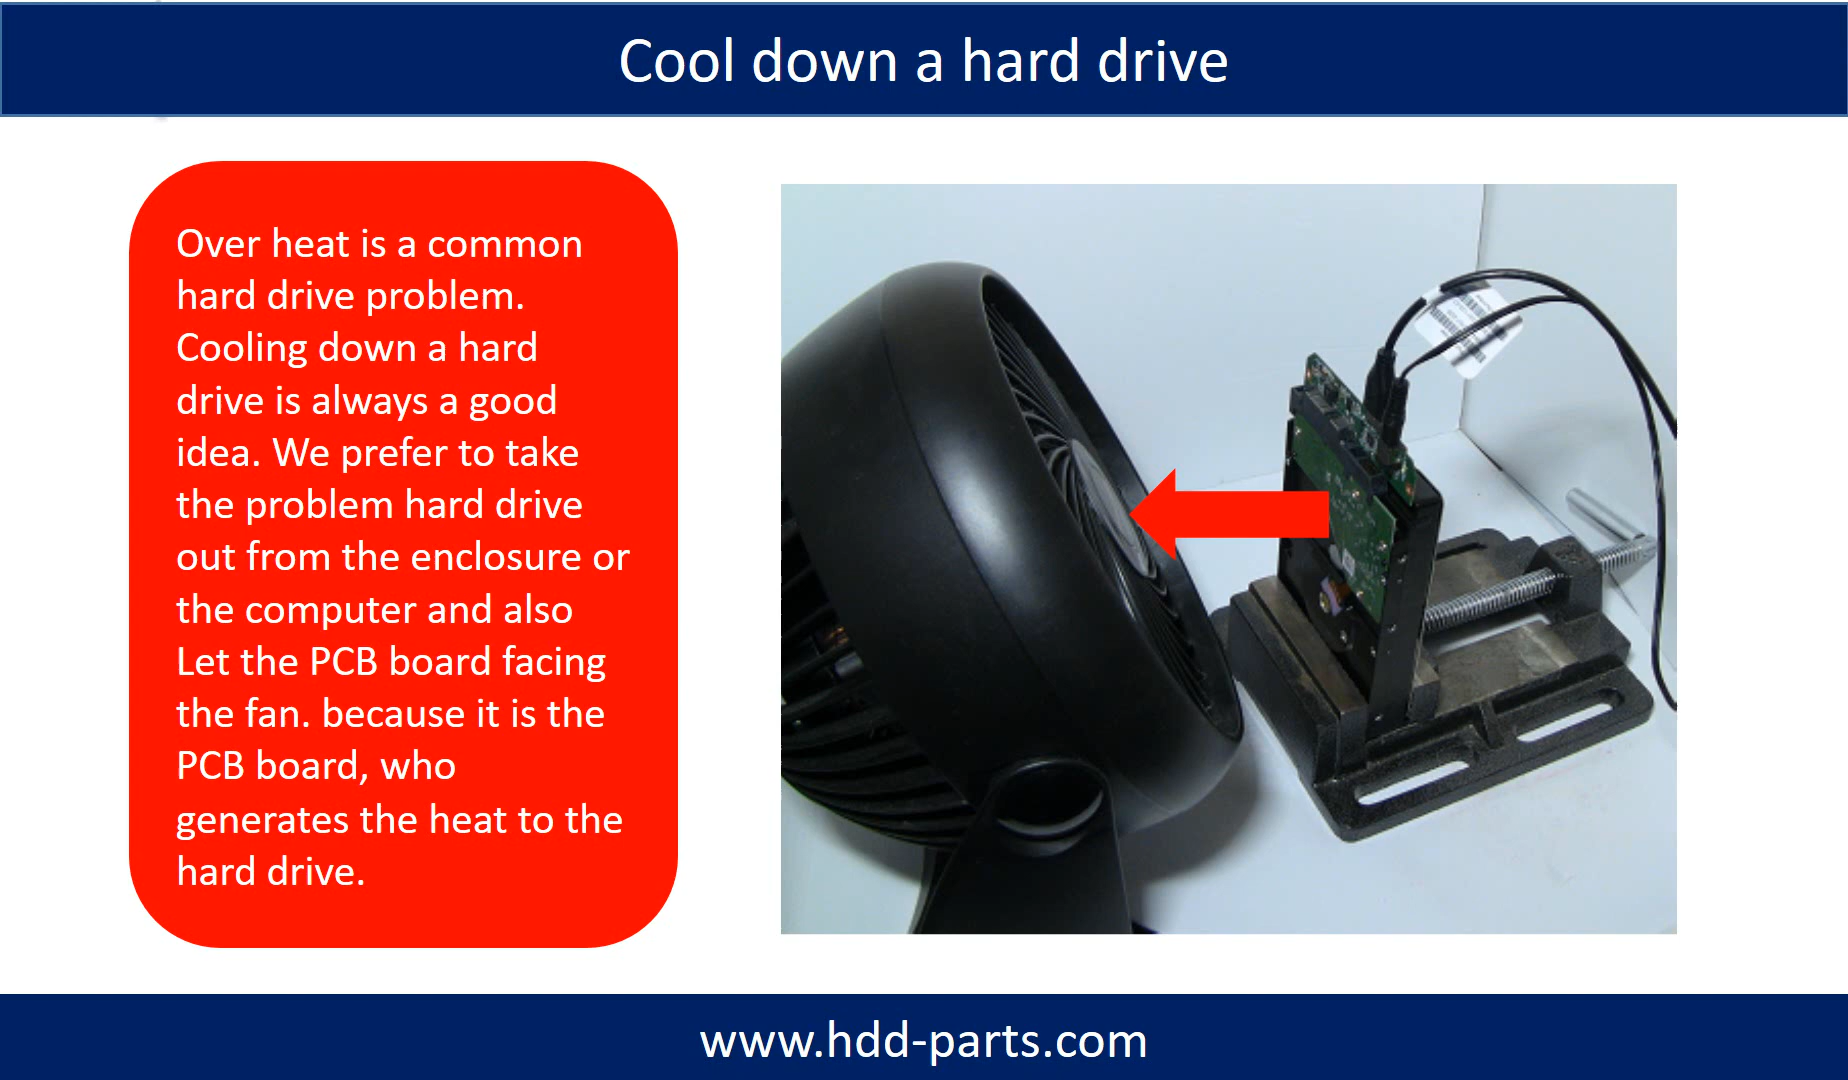 Cool down a hard drive
Over heat is a common
hard drive problem.
Cooling down a hard
drive is always a good
idea. We prefer to take
the problem hard drive
out from the enclosure or
the computer and also
Let the PCB board facing
the fan. because it is the
PCB board, who
generates the heat to the
hard drive.
www.hdd-parts.com